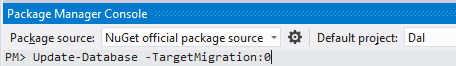 Package Manager Console
Package source: NuGet official package source Default project: Dal
PM> Update-Database -TargetMigration:0